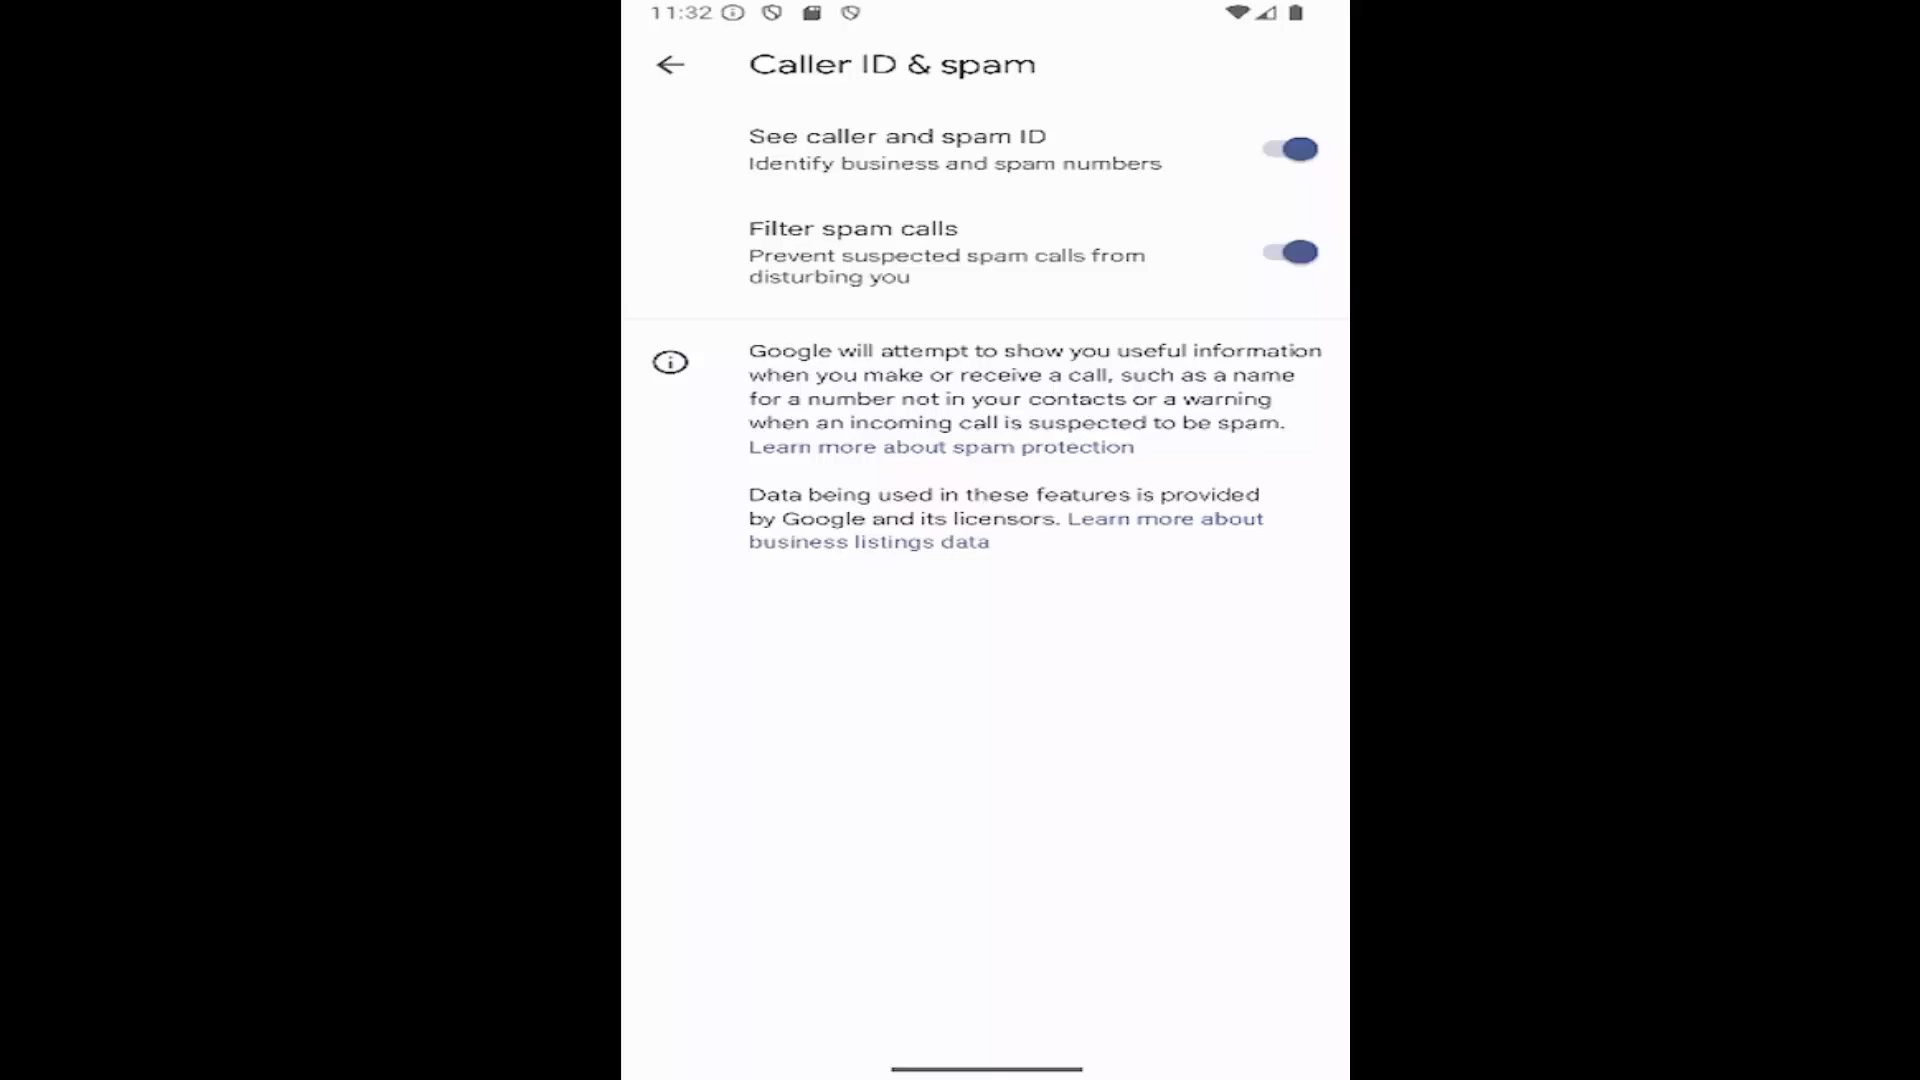 11:32
Caller ID & spam
See caller and spam ID
Identify business and spam numbers
Filter spam calls
Prevent suspected spam calls from
disturbing you
Google will attempt to show you useful information
when you make or receive a call, such as a name
for a number not in your contacts or a warning
when an incoming call is suspected to be spam.
Learn more about spam protection
Data being used in these features is provided
by Google and its licensors. Learn more about
business listings data